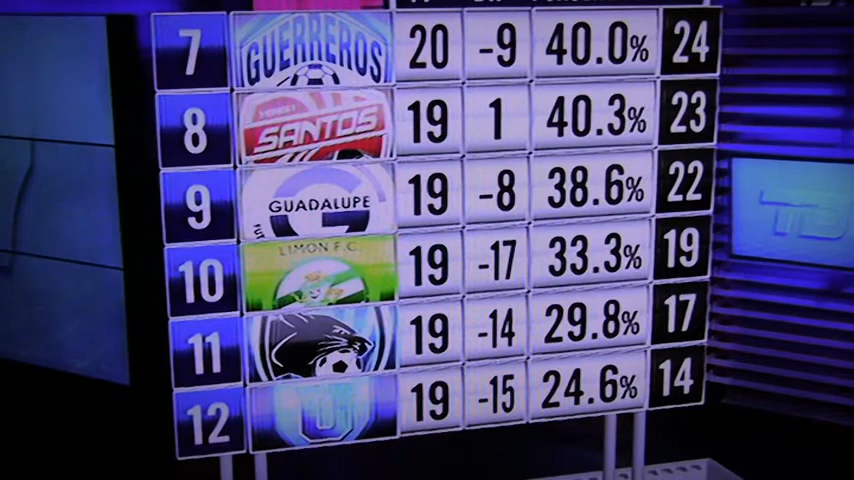 7 GUERREROS 20 -9 40.0% 24
8 SANTOS 19 1 40.3% 23
9 GUADALUPE 19 -8 38.6% 22
10 LIMON F.C. 19 -17 33.3% 19
11 19 -14 29.8% 17
12 U 19 -15 24.6% 14
TD